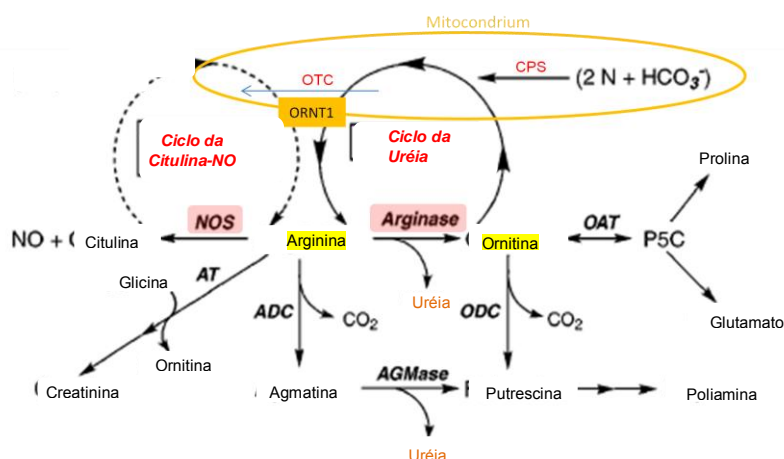 Mitocondrium
OTC
CPS
(2 N + HCO₃⁻)
ORNT1
Ciclo da
Citulina-NO
Ciclo da
Uréia
Prolina
NO +
Citulina
NOS
Arginina
Arginase
Ornitina
OAT
P5C
Glicina
AT
Uréia
ADC
CO₂
ODC
CO₂
Glutamato
Ornitina
Creatinina
Agmatina
AGMase
Putrescina
Poliamina
Uréia